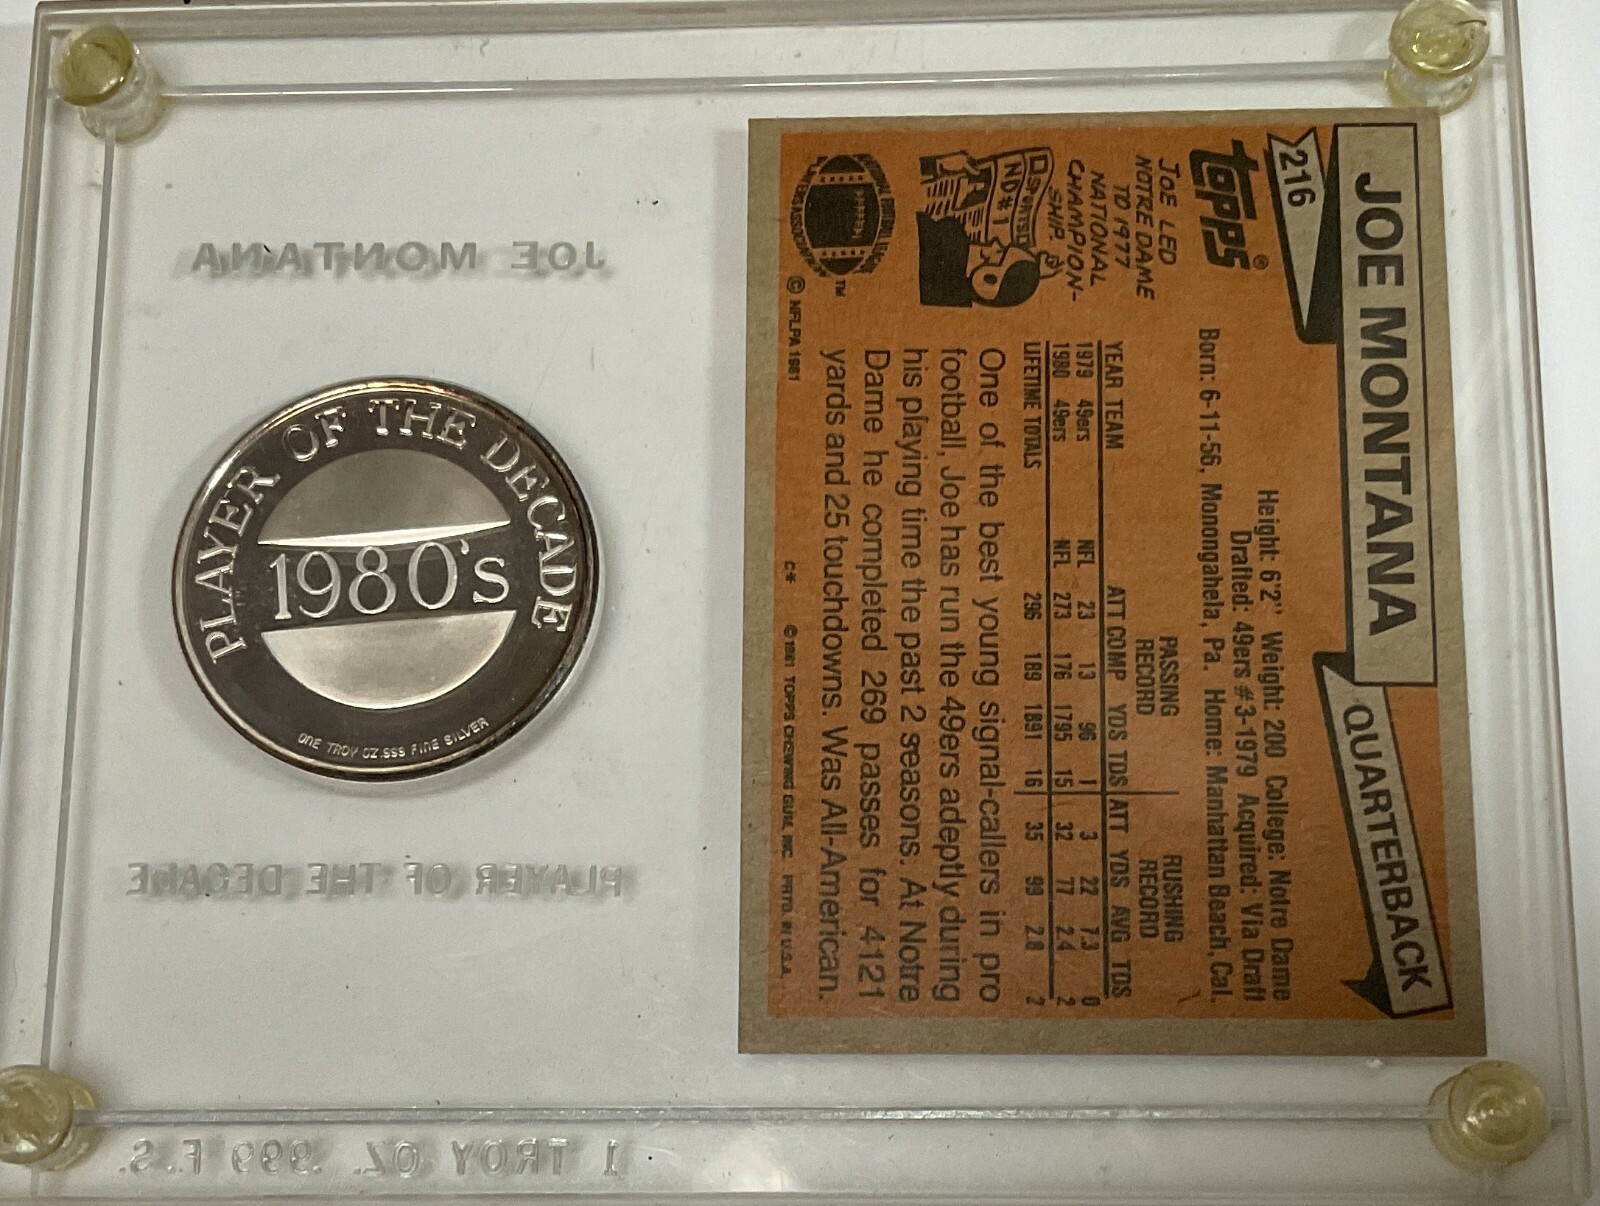 JOE MONTANA
PLAYER OF THE DECADE
1980's
ONE TROY OZ .999 FINE SILVER
PLAYER OF THE DECADE
1 TROY OZ. .999 F.S.
JOE MONTANA
QUARTERBACK
216
Height: 6'2" Weight: 200 College: Notre Dame
Drafted: 49ers #3-1979 Acquired: Via Draft
Born: 6-11-56, Monongahela, Pa. Home: Manhattan Beach, Cal.
TOPPS®
JOE LED
NOTRE DAME
TO 1977
NATIONAL
CHAMPION-
SHIP.
SPORTS
ND #1
PASSING RECORD RUSHING RECORD
YEAR TEAM ATT COMP YDS TDS ATT YDS AVG TDS
1979 49ers NFL 23 13 96 1 3 22 7.3 0
1980 49ers NFL 273 176 1795 15 32 77 2.4 2
LIFETIME TOTALS 296 189 1891 16 35 99 2.8 2
One of the best young signal-callers in pro
football, Joe has run the 49ers adeptly during
his playing time the past 2 seasons. At Notre
Dame he completed 269 passes for 4121
yards and 25 touchdowns. Was All-American.
TM
© NFLPA 1981
C* © 1981 TOPPS CHEWING GUM, INC. PRTD. IN U.S.A.